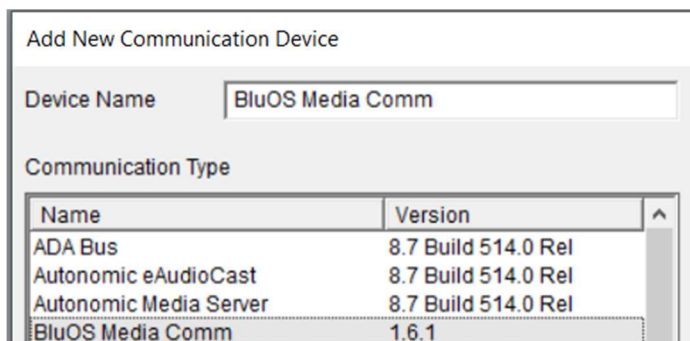 Add New Communication Device
Device Name BluOS Media Comm
Communication Type
Name Version
ADA Bus 8.7 Build 514.0 Rel
Autonomic eAudioCast 8.7 Build 514.0 Rel
Autonomic Media Server 8.7 Build 514.0 Rel
BluOS Media Comm 1.6.1